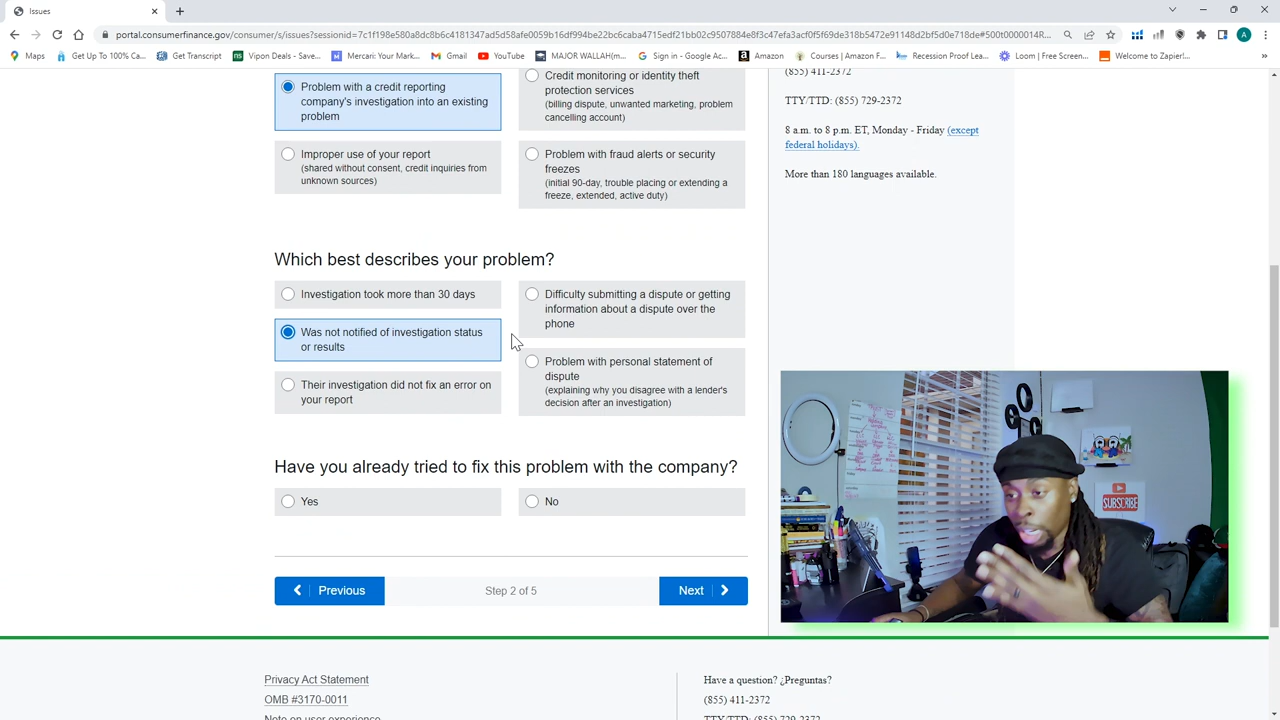 Issues
portal.consumerfinance.gov/consumer/s/issues?sessionid=
Maps
Get Up To 100% Ca...
Get Transcript
Vipon Deals - Save...
Mercari: Your Mark...
Gmail
YouTube
MAJOR WALLAH(m...
Sign in - Google Ac...
Amazon
Courses / Amazon F...
Recession Proof Lea...
Loom | Free Screen...
Welcome to Zapier!...
»
A
Problem with a credit reporting
company's investigation into an existing
problem
Credit monitoring or identity theft
protection services
(billing dispute, unwanted marketing, problem
cancelling account)
Improper use of your report
(shared without consent, credit inquiries from
unknown sources)
Problem with fraud alerts or security
freezes
(initial 90-day, trouble placing or extending a
freeze, extended, active duty)
(855) 411-2372
TTY/TTD: (855) 729-2372
8 a.m. to 8 p.m. ET, Monday - Friday (except
federal holidays).
More than 180 languages available.
Which best describes your problem?
Investigation took more than 30 days
Was not notified of investigation status
or results
Their investigation did not fix an error on
your report
Difficulty submitting a dispute or getting
information about a dispute over the
phone
Problem with personal statement of
dispute
(explaining why you disagree with a lender's
decision after an investigation)
Have you already tried to fix this problem with the company?
Yes
No
Previous
Step 2 of 5
Next
SUBSCRIBE
Privacy Act Statement
OMB #3170-0011
Note on user experience
Have a question? ¿Preguntas?
(855) 411-2372
TTY/TTD: (855) 729-2372